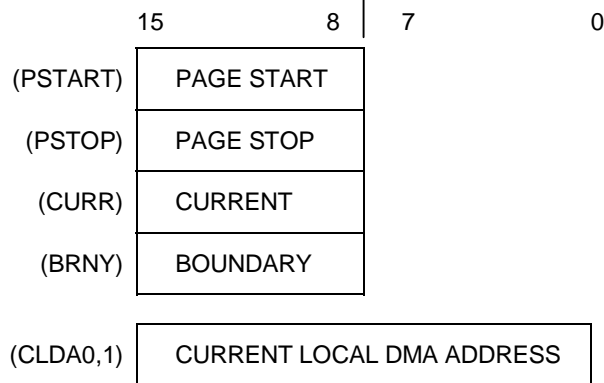 15 8 7 0
(PSTART) PAGE START
(PSTOP) PAGE STOP
(CURR) CURRENT
(BRNY) BOUNDARY
(CLDA0,1) CURRENT LOCAL DMA ADDRESS